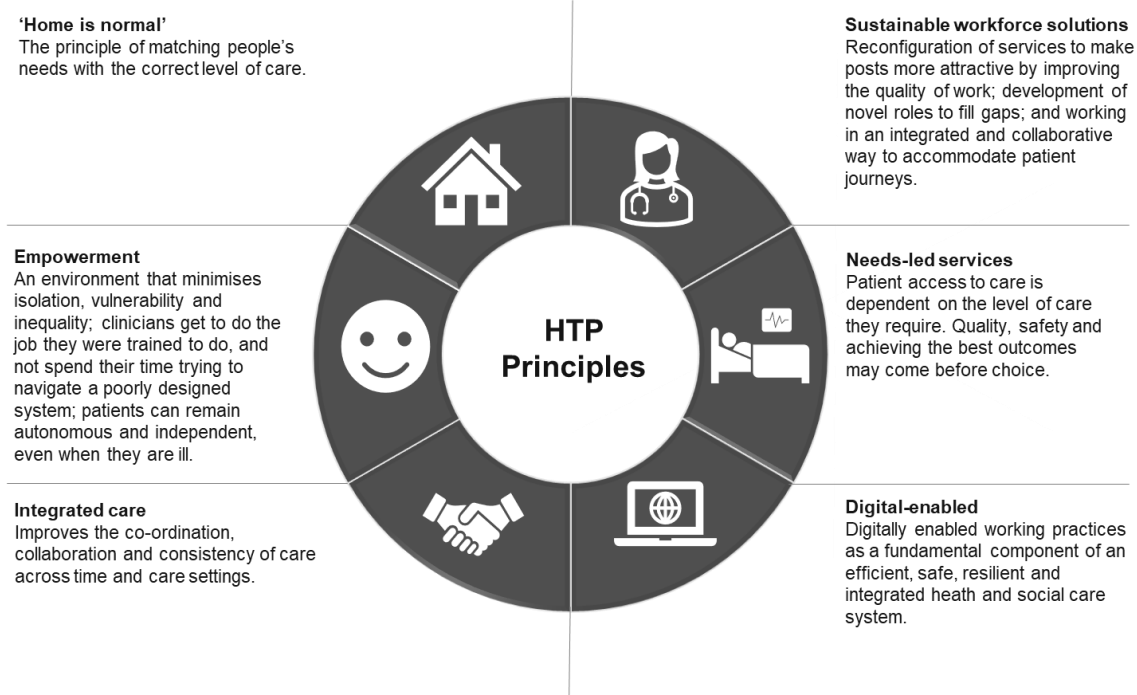 ‘Home is normal’
The principle of matching people’s
needs with the correct level of care.
Sustainable workforce solutions
Reconfiguration of services to make
posts more attractive by improving
the quality of work; development of
novel roles to fill gaps; and working
in an integrated and collaborative
way to accommodate patient
journeys.
Empowerment
An environment that minimises
isolation, vulnerability and
inequality; clinicians get to do the
job they were trained to do, and
not spend their time trying to
navigate a poorly designed
system; patients can remain
autonomous and independent,
even when they are ill.
HTP
Principles
Needs-led services
Patient access to care is
dependent on the level of care
they require. Quality, safety and
achieving the best outcomes
may come before choice.
Integrated care
Improves the co-ordination,
collaboration and consistency of care
across time and care settings.
Digital-enabled
Digitally enabled working practices
as a fundamental component of an
efficient, safe, resilient and
integrated heath and social care
system.